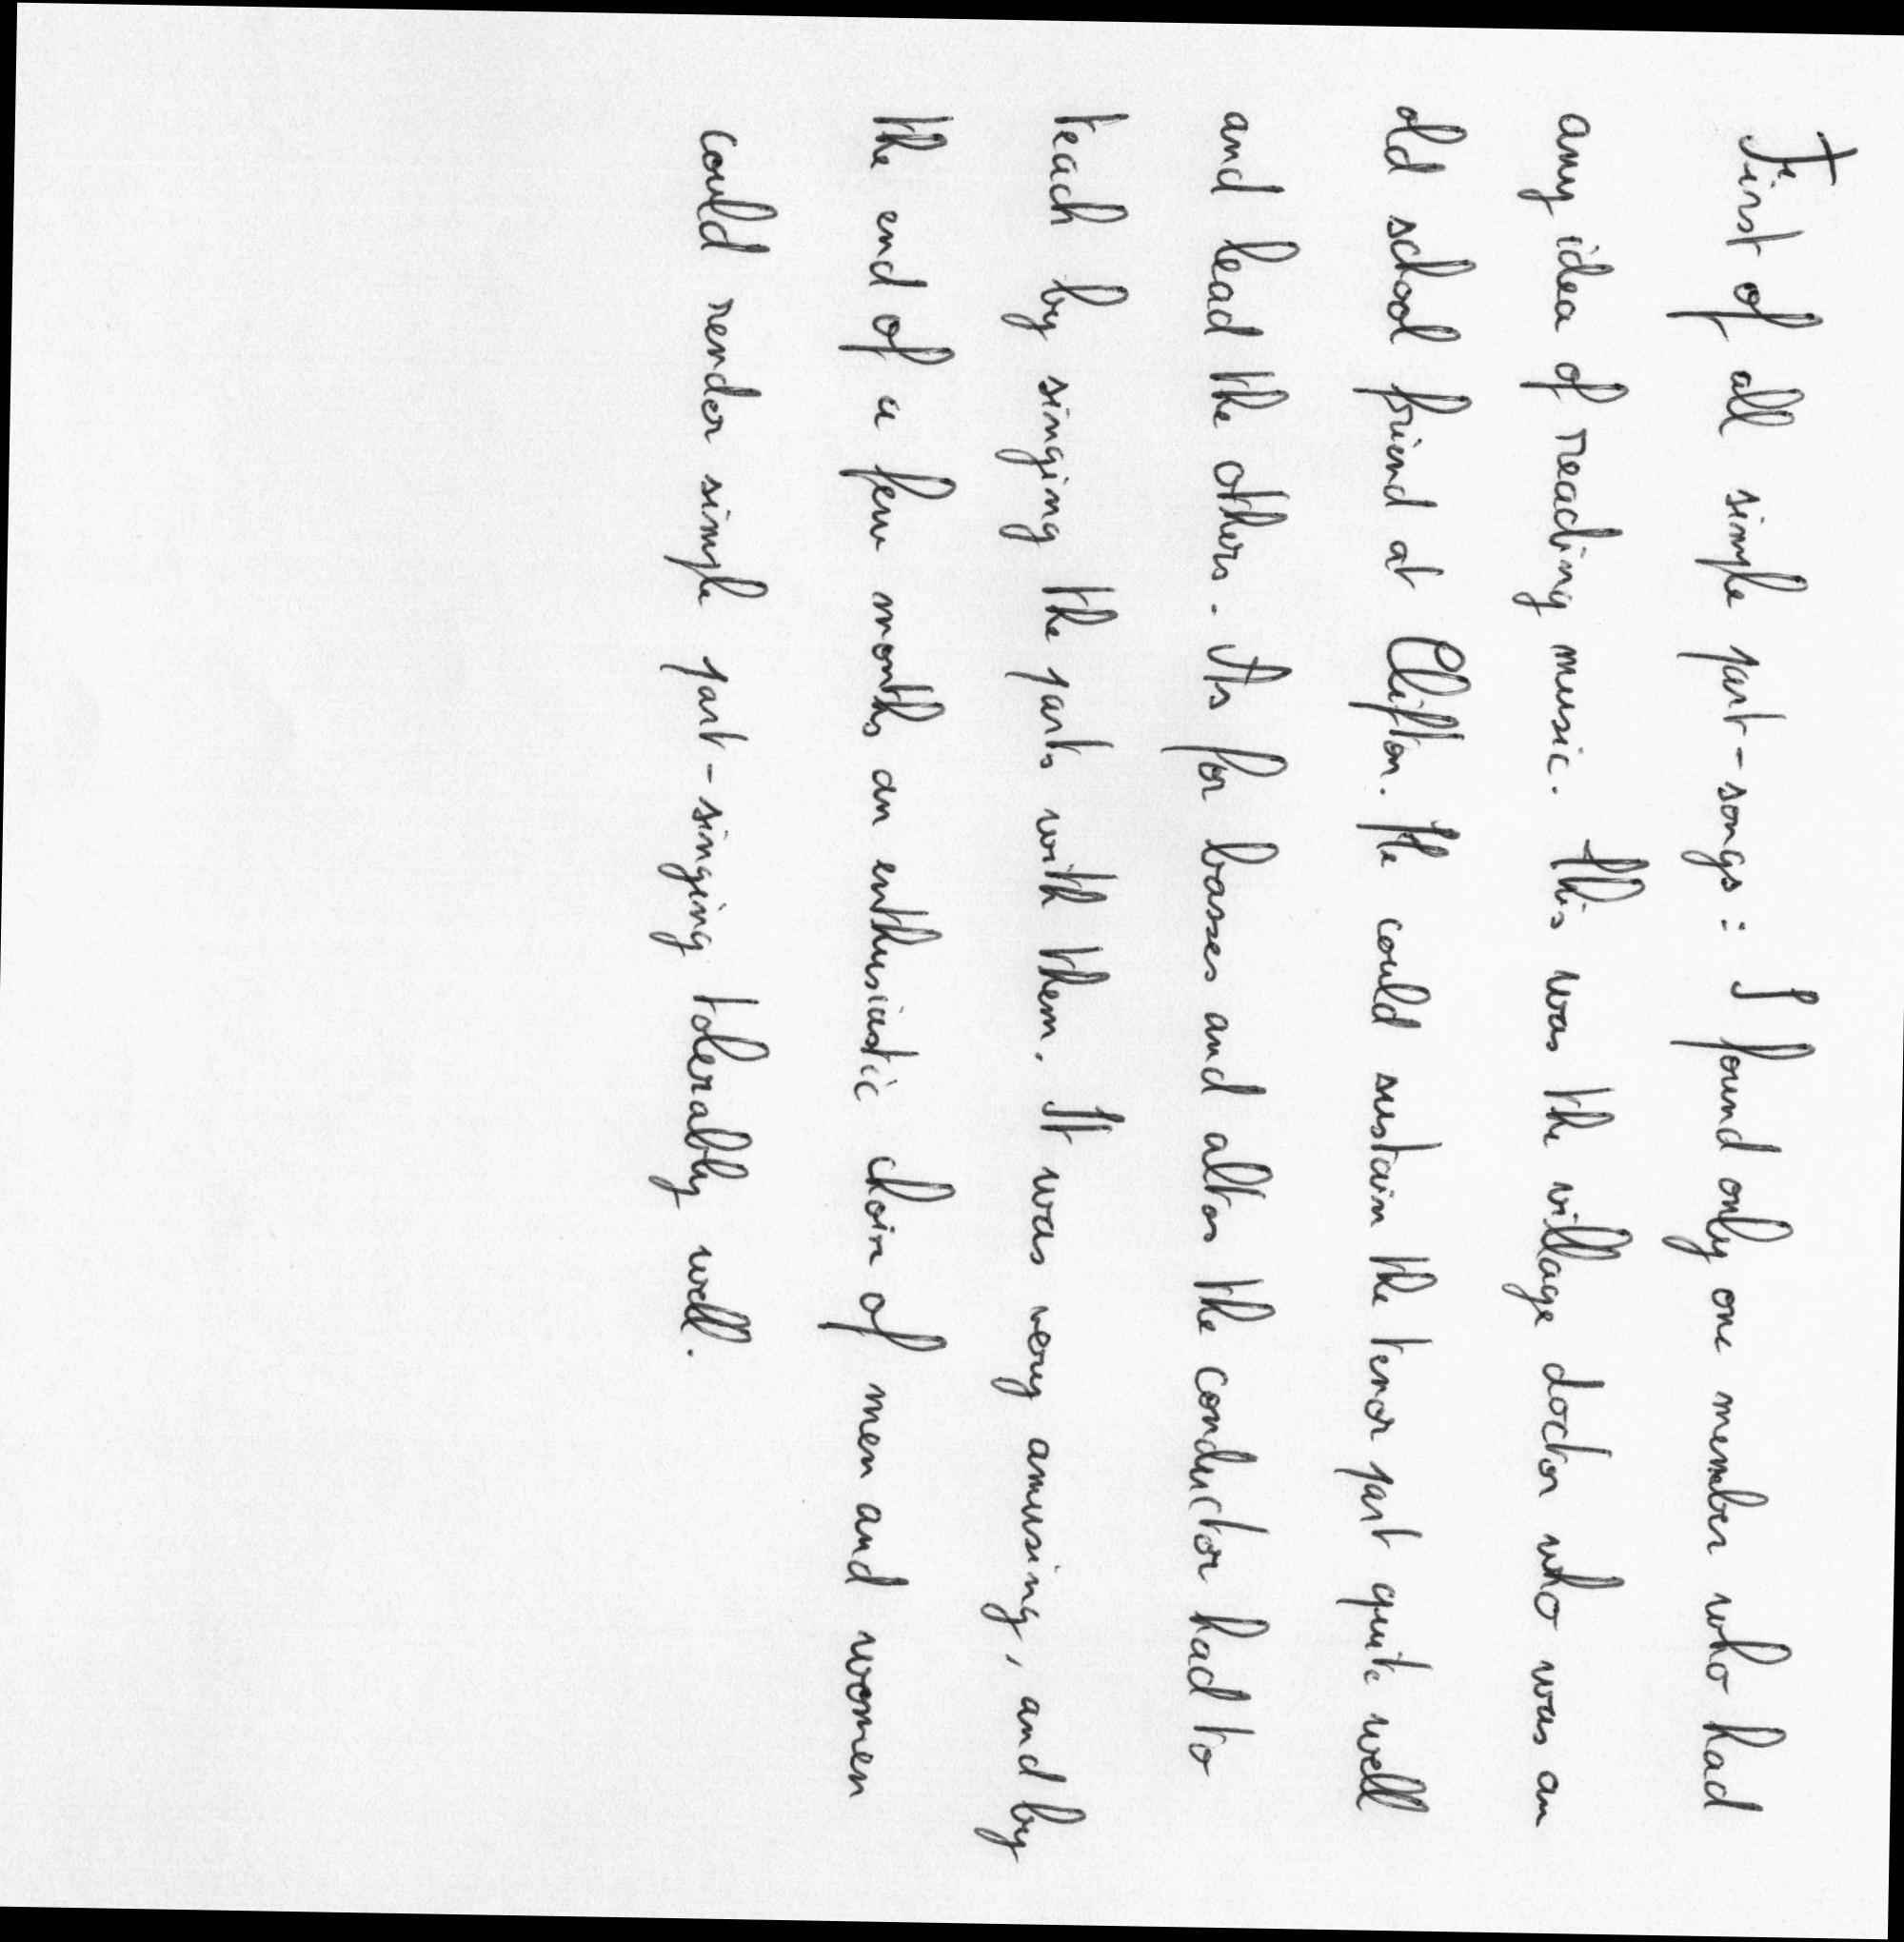 First of all simple part-songs: I found only one member who had
any idea of reading music. This was the village doctor who was an
old school friend at Clifton. He could sustain the tenor part quite well
and lead the others. As for basses and altos the conductor had to
teach by singing the parts with them. It was very amusing, and by
the end of a few months an enthusiastic choir of men and women
could render simple part-singing tolerably well.